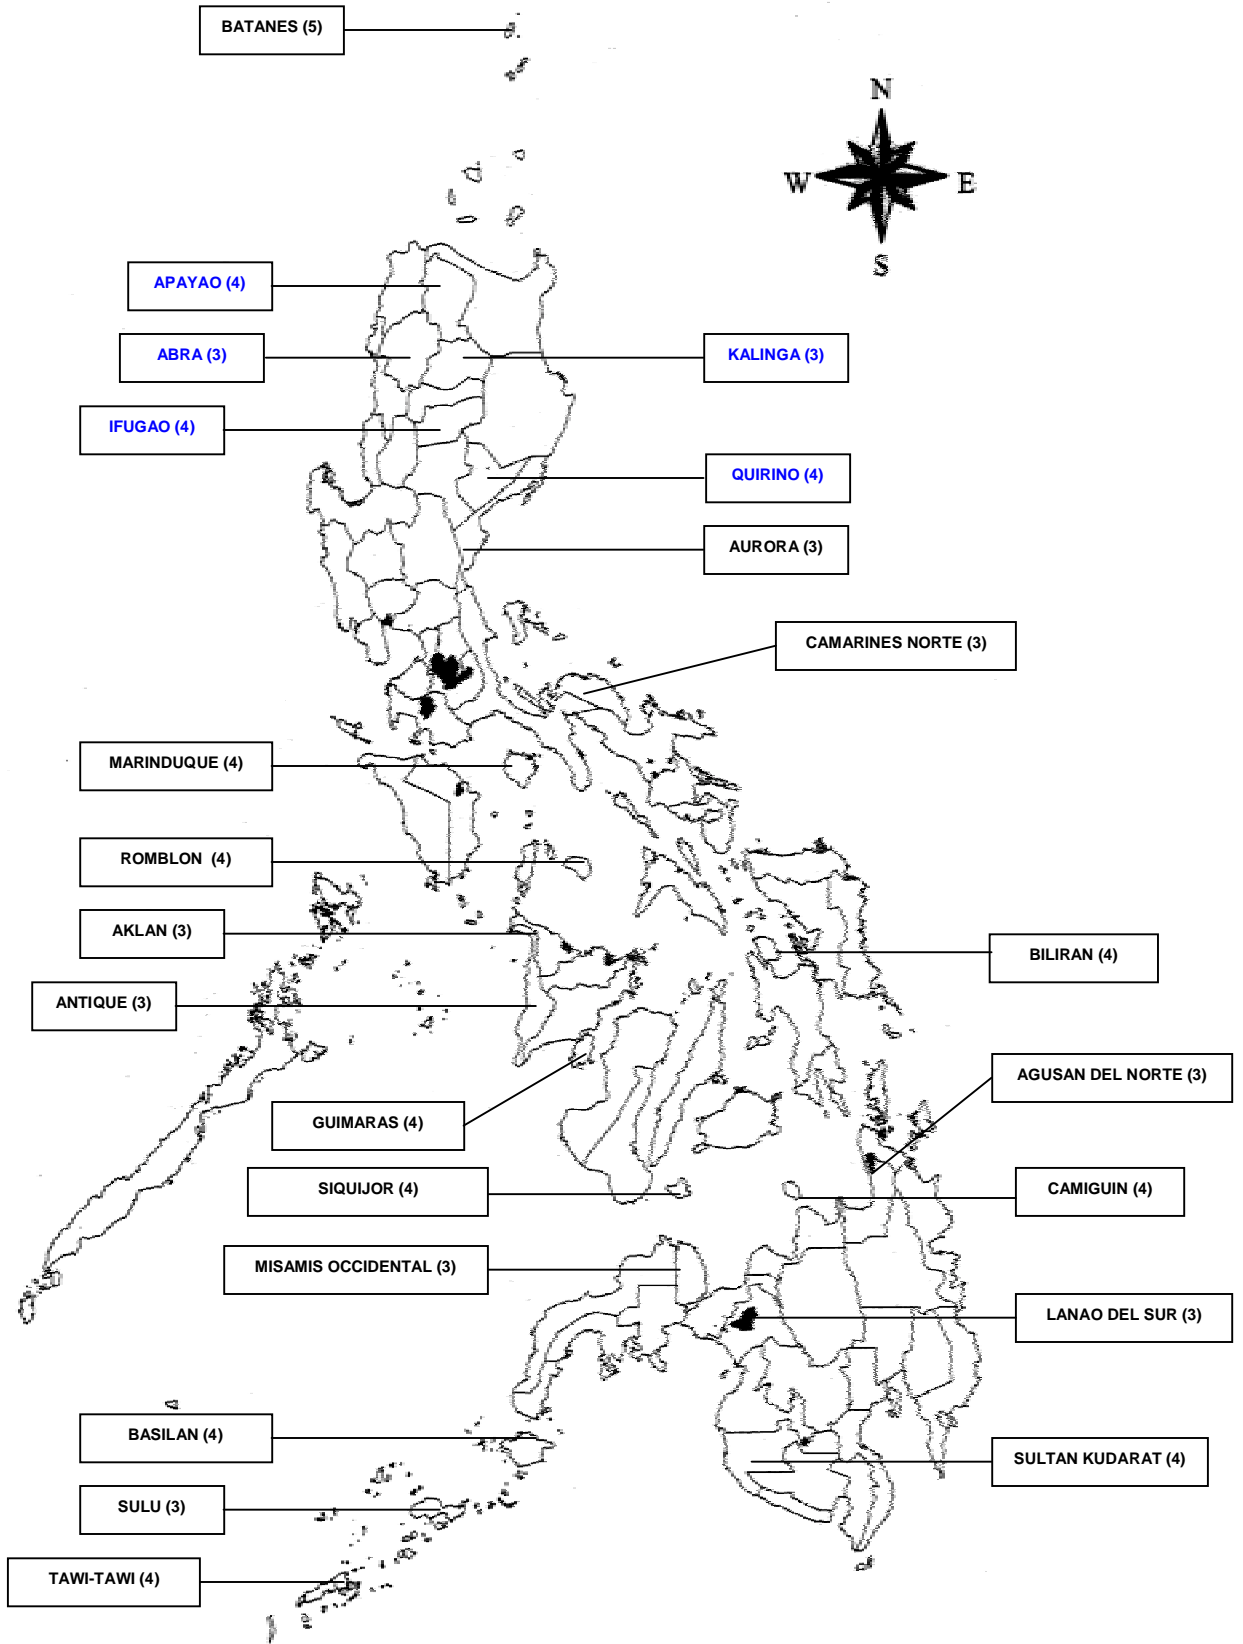 BATANES (5)
N
W
E
S
APAYAO (4)
ABRA (3)
KALINGA (3)
IFUGAO (4)
QUIRINO (4)
AURORA (3)
CAMARINES NORTE (3)
MARINDUQUE (4)
ROMBLON (4)
AKLAN (3)
BILIRAN (4)
ANTIQUE (3)
AGUSAN DEL NORTE (3)
GUIMARAS (4)
SIQUIJOR (4)
CAMIGUIN (4)
MISAMIS OCCIDENTAL (3)
LANAO DEL SUR (3)
BASILAN (4)
SULTAN KUDARAT (4)
SULU (3)
TAWI-TAWI (4)